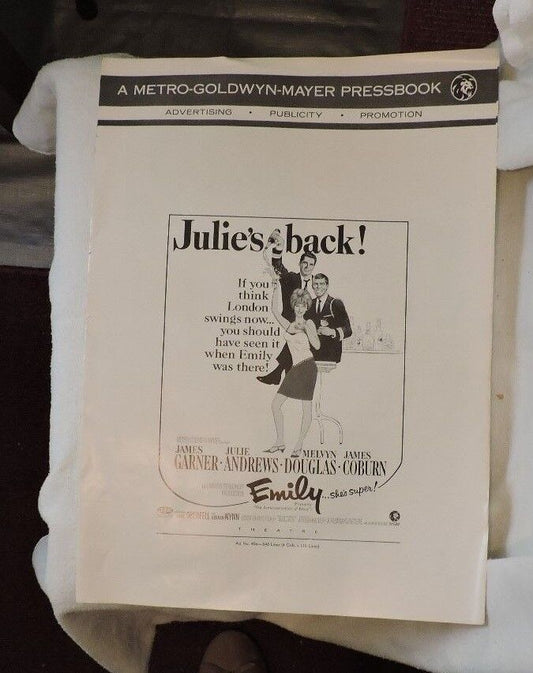 A METRO-GOLDWYN-MAYER PRESSBOOK
ADVERTISING • PUBLICITY • PROMOTION
Julie's back!
If you
think
London
swings now...
you should
have seen it
when Emily
was there!
JAMES JULIE MELVYN JAMES
GARNER · ANDREWS · DOUGLAS · COBURN
Emily ...she's super!
THEATRE